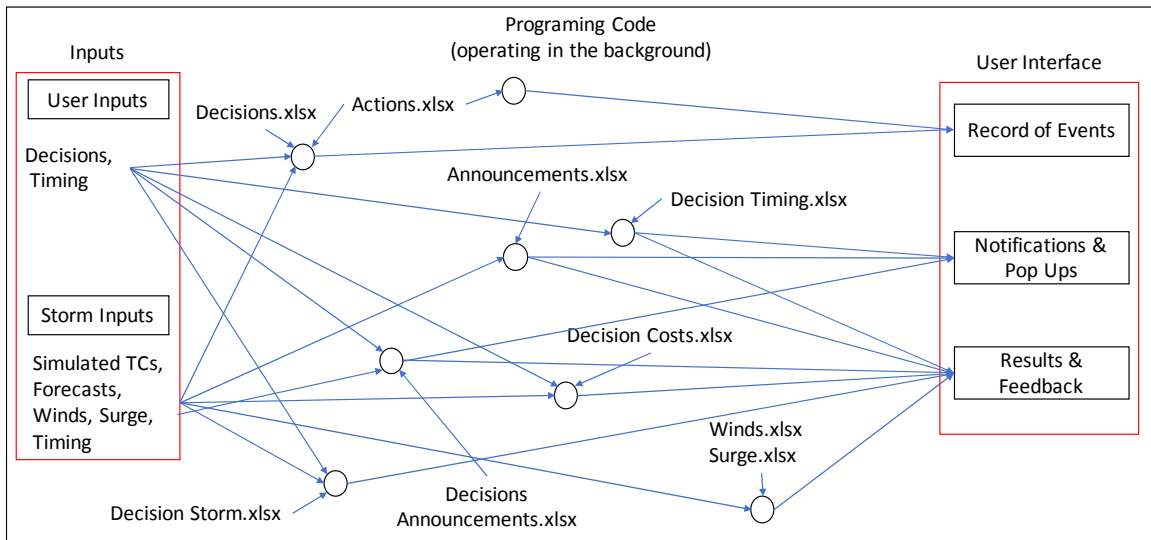 Programing Code
(operating in the background)
Inputs
User Interface
User Inputs
Decisions.xlsx
Actions.xlsx
Record of Events
Decisions,
Timing
Announcements.xlsx
Decision Timing.xlsx
Notifications &
Pop Ups
Storm Inputs
Decision Costs.xlsx
Simulated TCs,
Forecasts,
Winds, Surge,
Timing
Results &
Feedback
Winds.xlsx
Surge.xlsx
Decision Storm.xlsx
Decisions
Announcements.xlsx